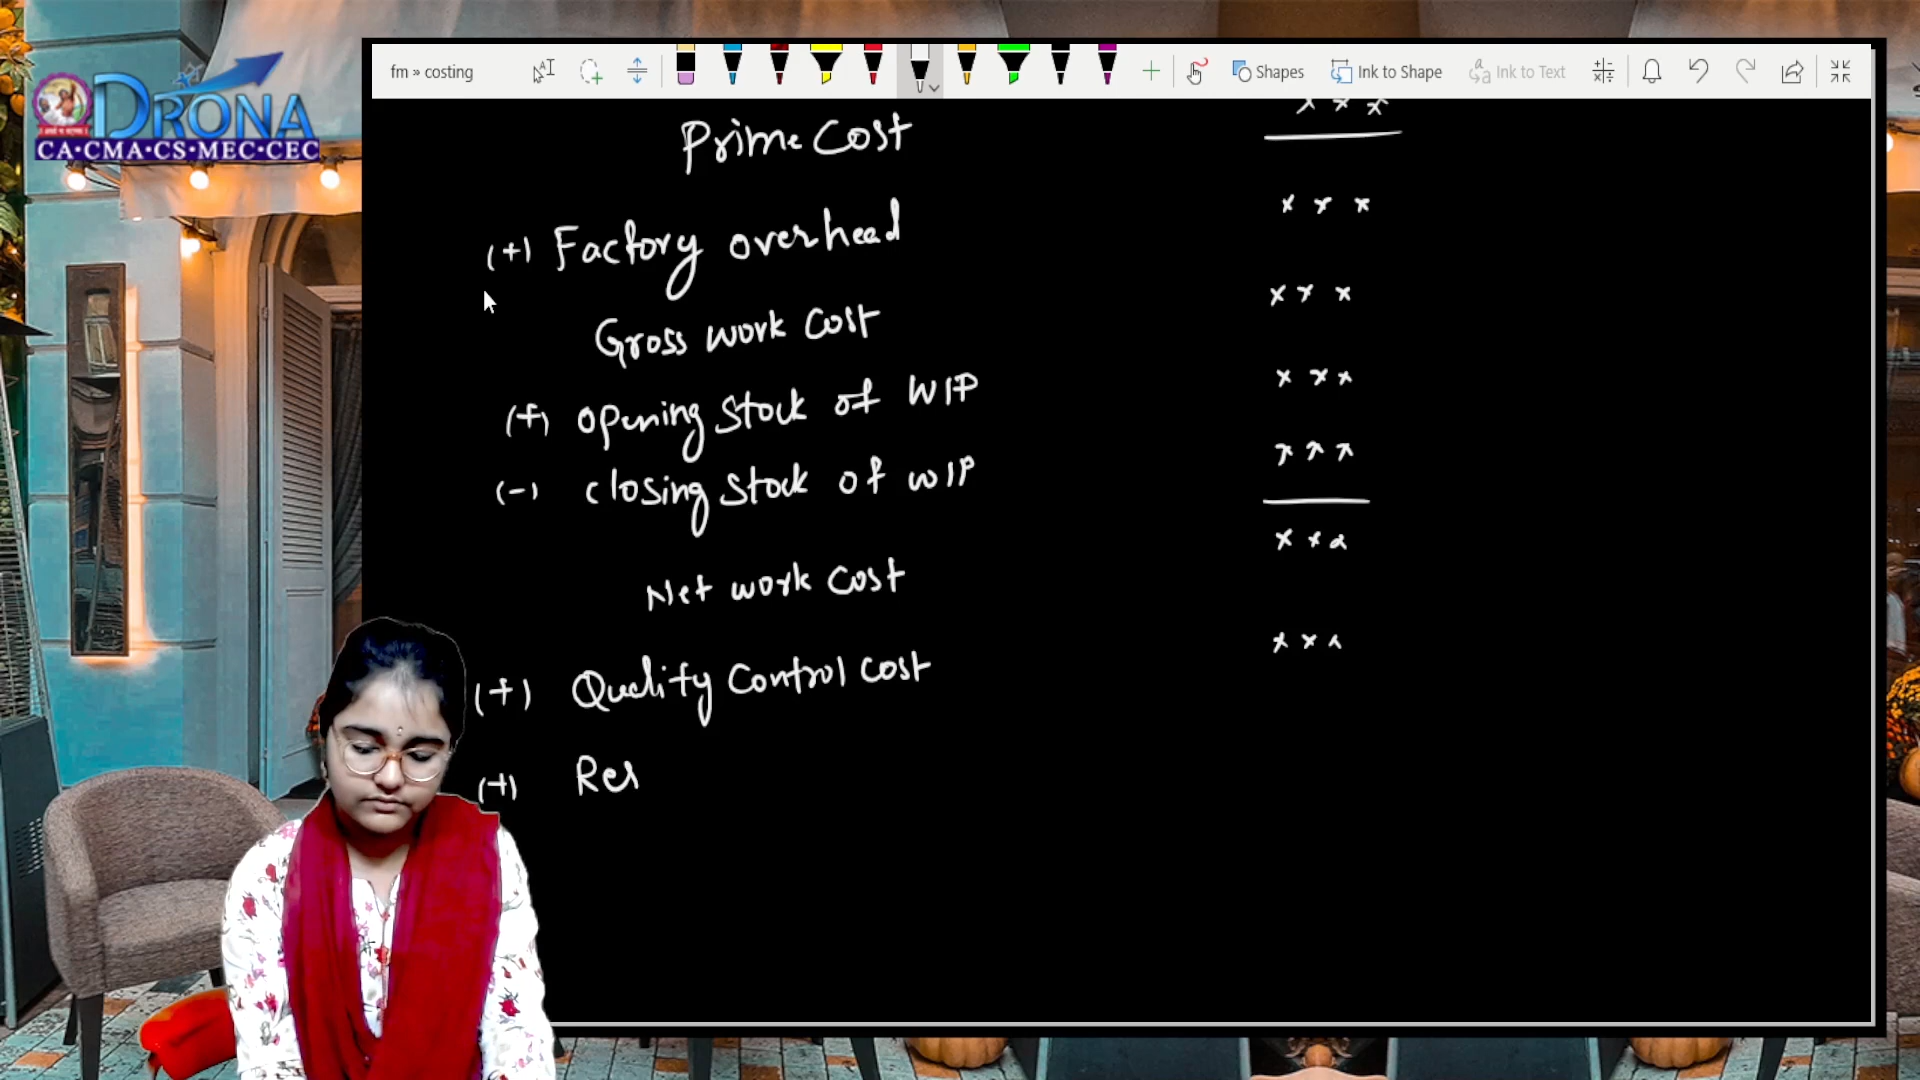 DRONA
CA•CMA•CS•MEC•CEC
fm » costing
Shapes
Ink to Shape
Ink to Text
x x x
Prime Cost
x x x
(+) Factory overhead
x x x
Gross work cost
x x x
(+) Opening Stock of WIP
x x x
(-) closing stock of WIP
x x x
Net work cost
x x x
(+) Quality Control Cost
(+) Res